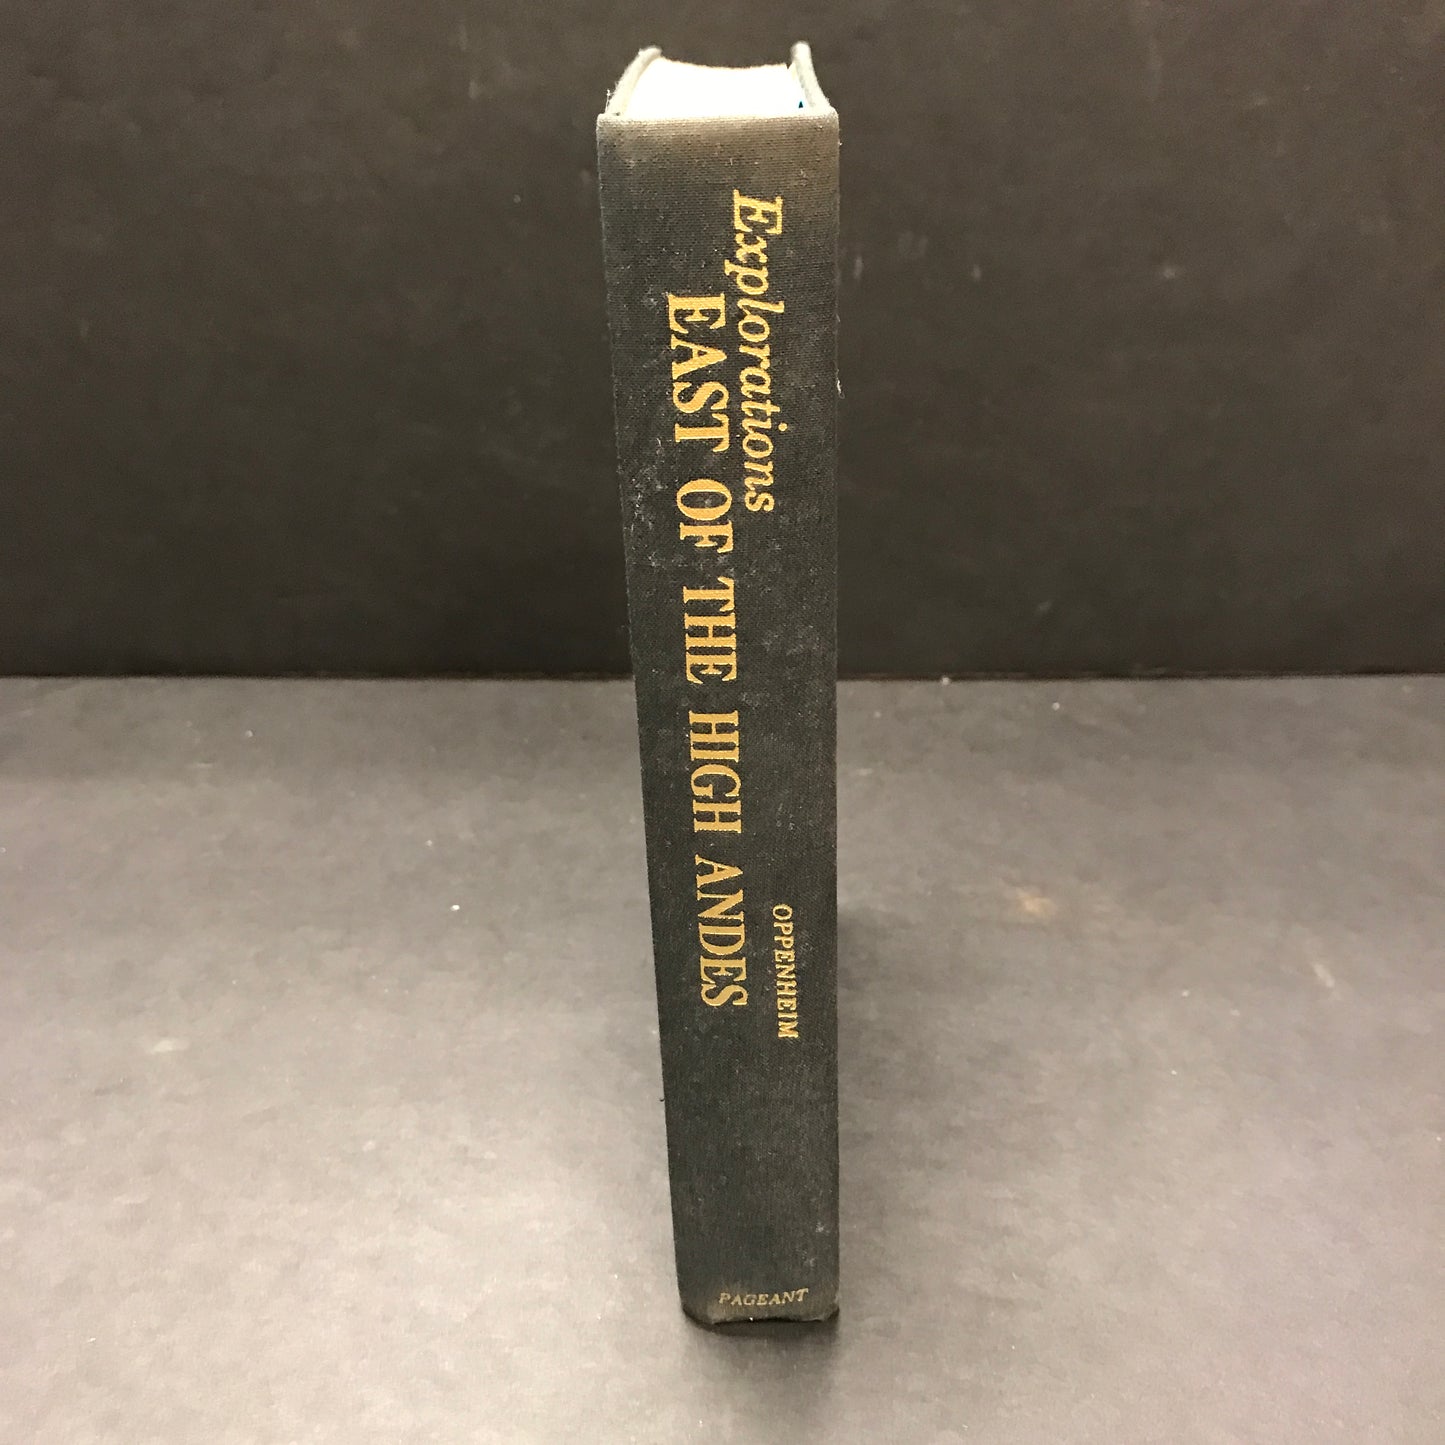 Explorations
EAST OF THE HIGH ANDES
OPPENHEIM
PAGEANT